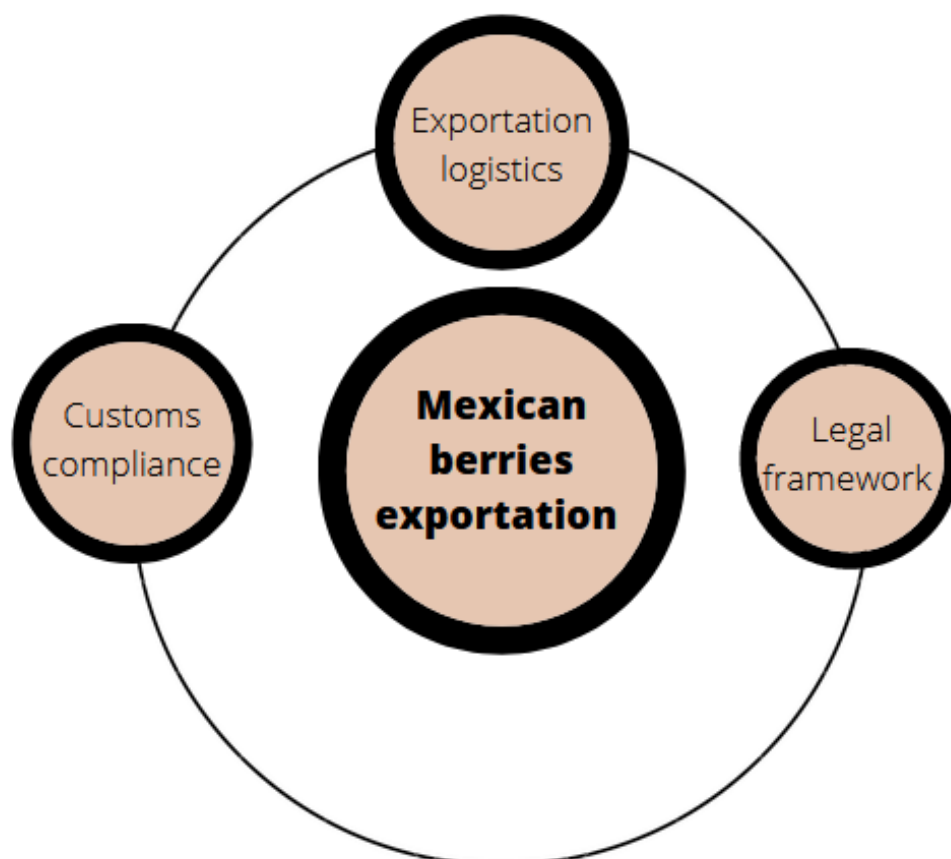 Exportation
logistics
Customs
compliance
Mexican
berries
exportation
Legal
framework